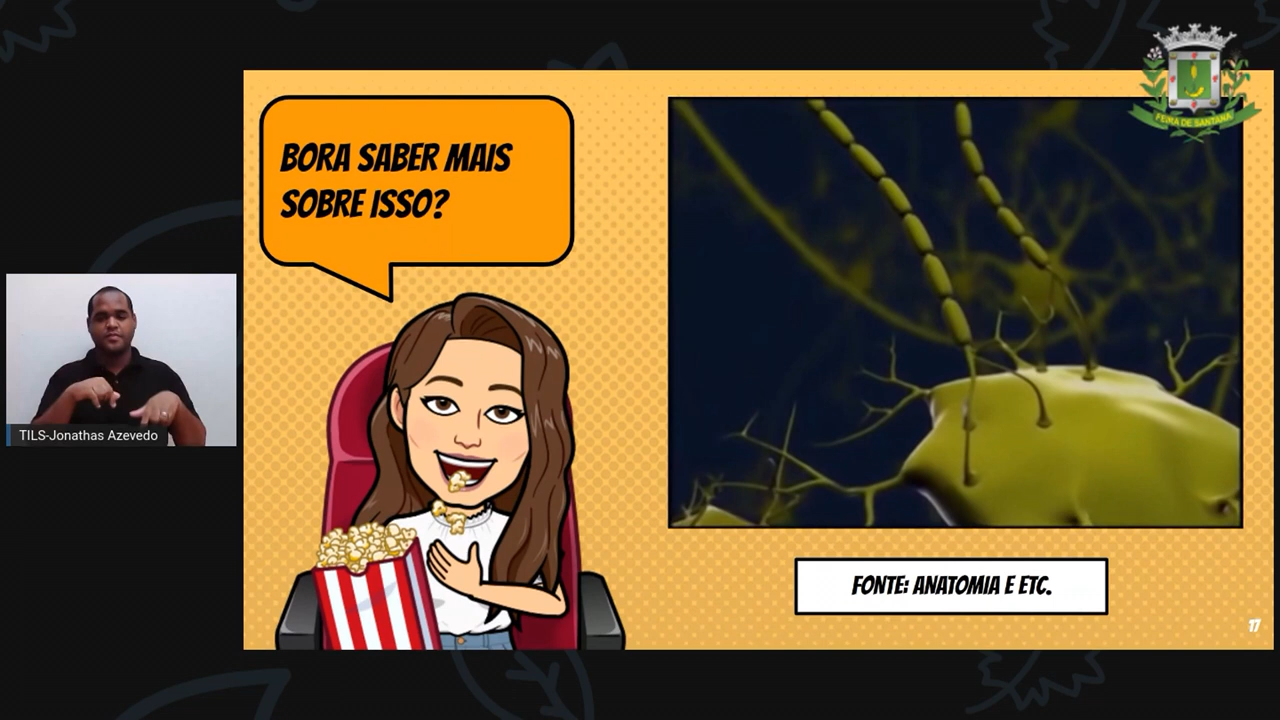 FEIRA DE SANTANA
BORA SABER MAIS
SOBRE ISSO?
TILS-Jonathas Azevedo
FONTE: ANATOMIA E ETC.
17